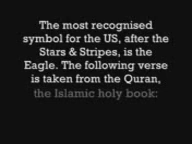 The most recognised
symbol for the US, after the
Stars & Stripes, is the
Eagle. The following verse
is taken from the Quran,
the Islamic holy book: